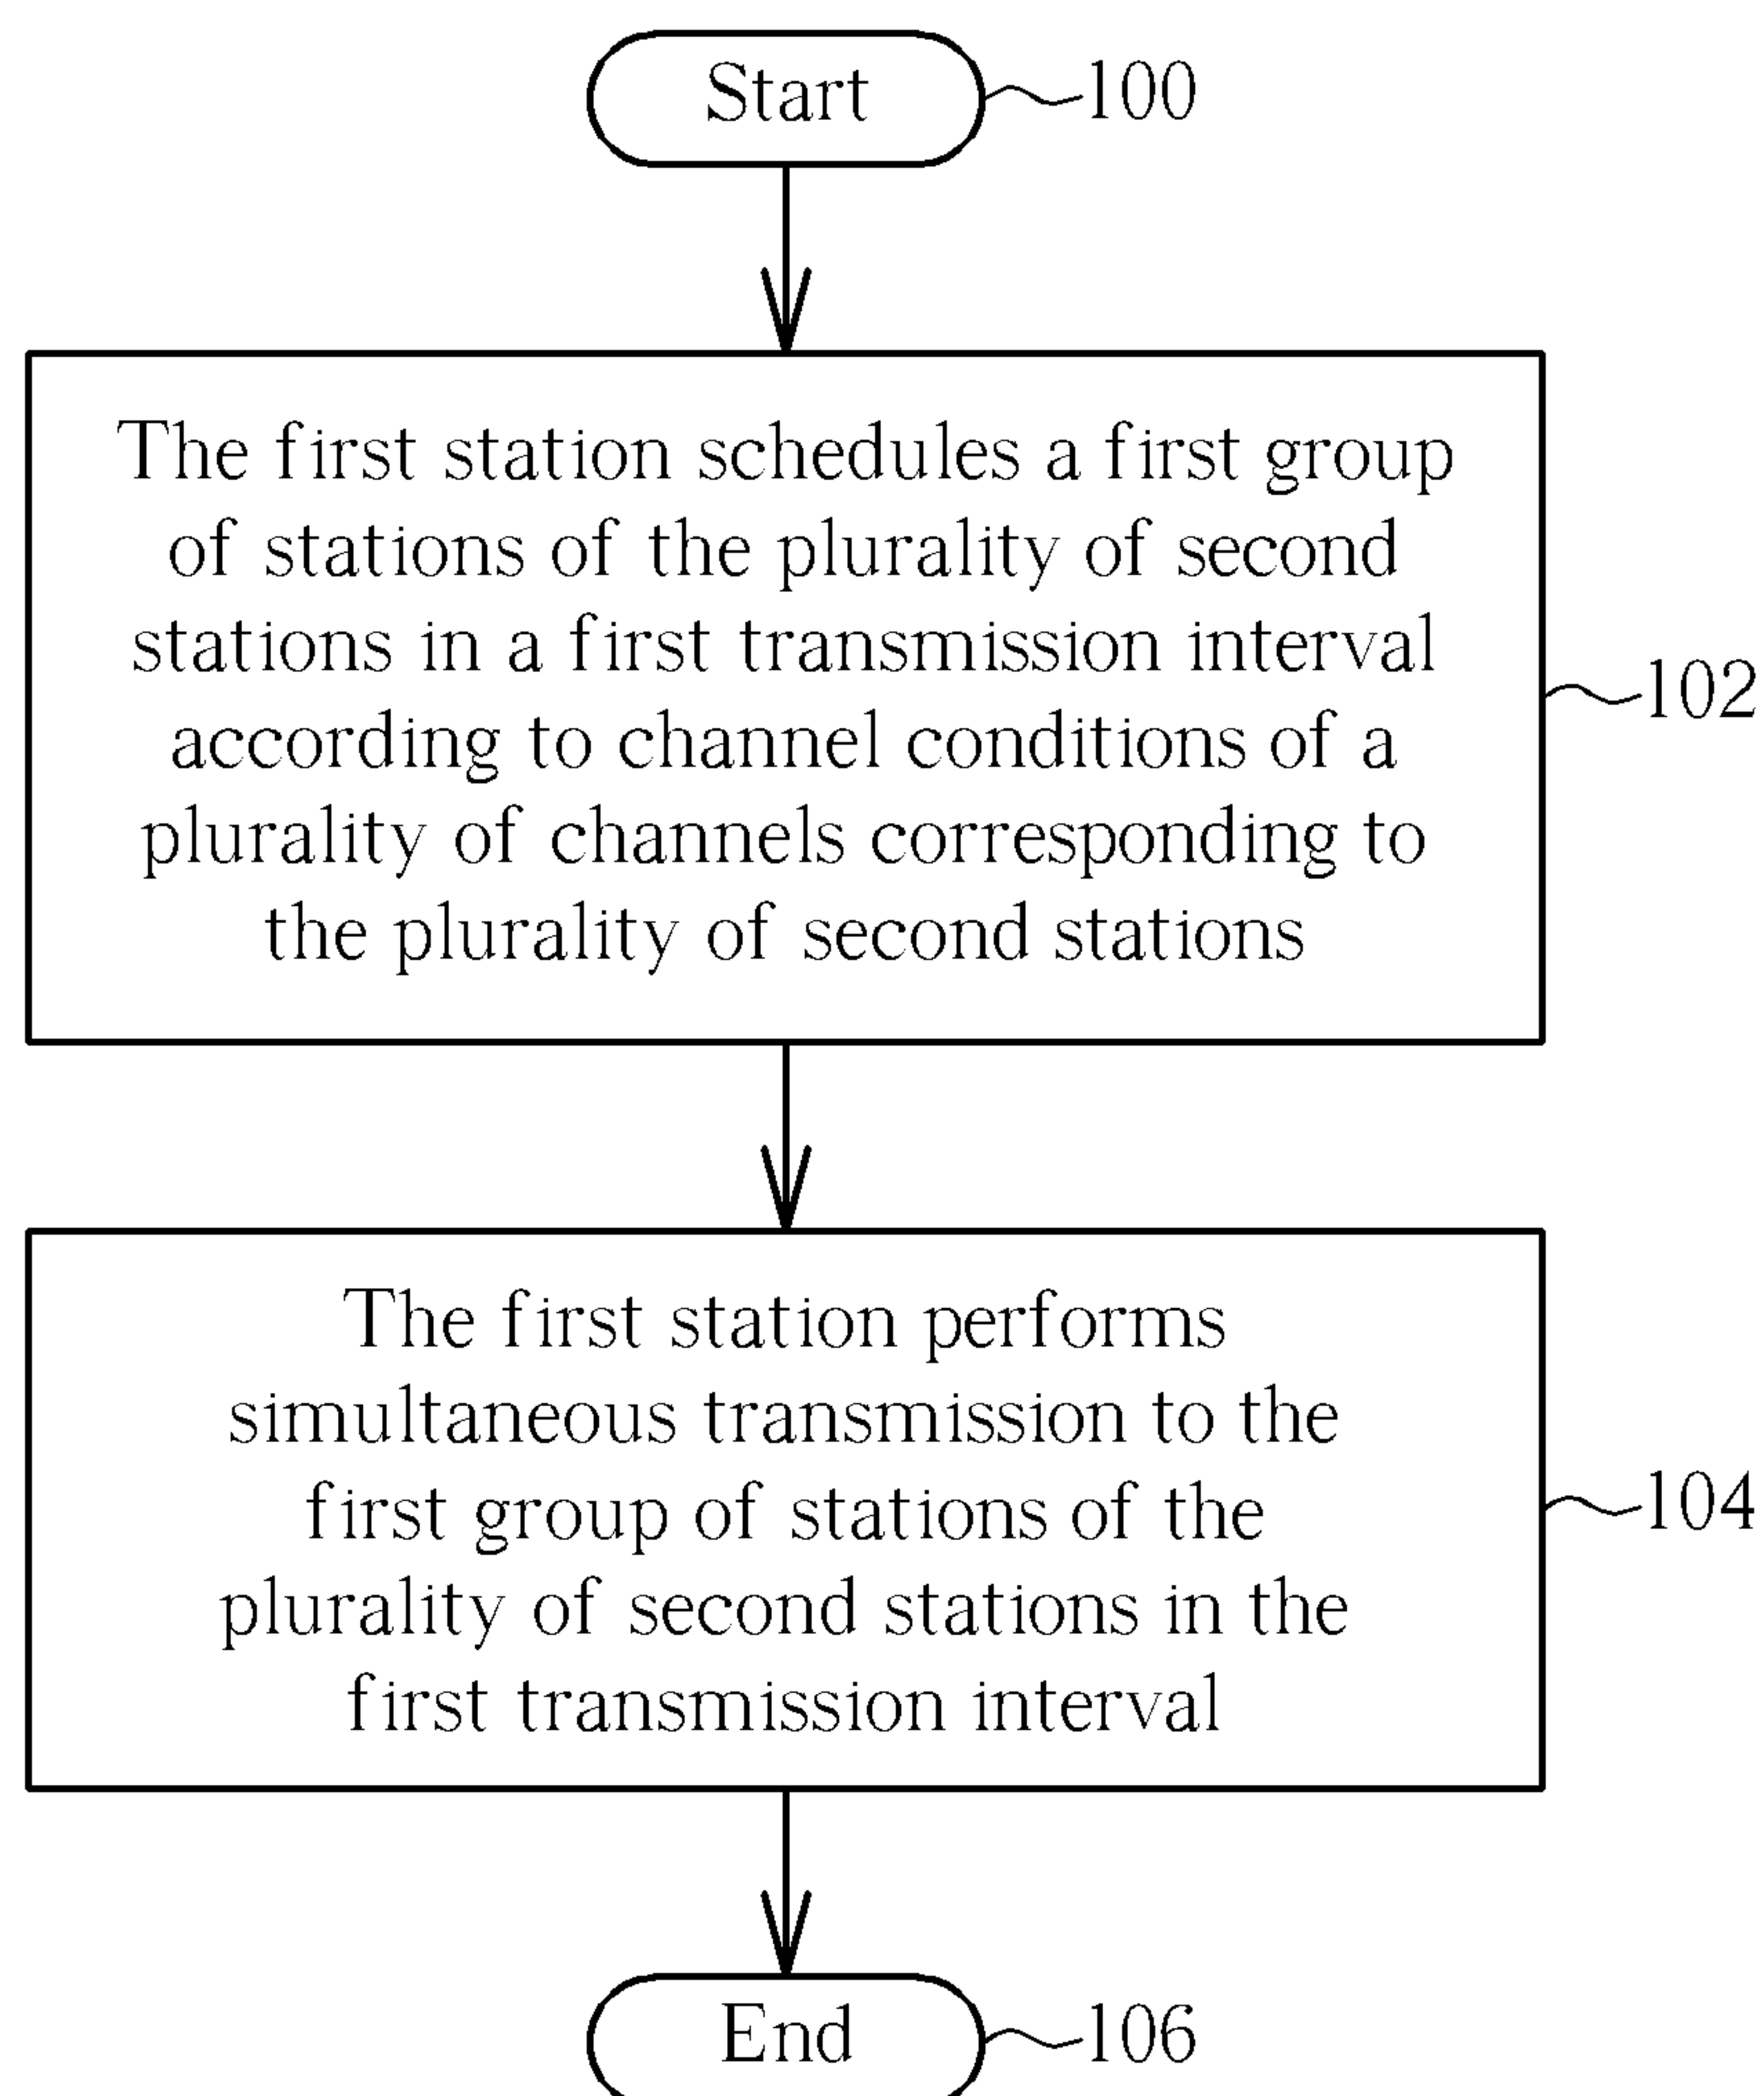 Start
100
The first station schedules a first group
of stations of the plurality of second
stations in a first transmission interval
according to channel conditions of a
plurality of channels corresponding to
the plurality of second stations
102
The first station performs
simultaneous transmission to the
first group of stations of the
plurality of second stations in the
first transmission interval
104
End
106